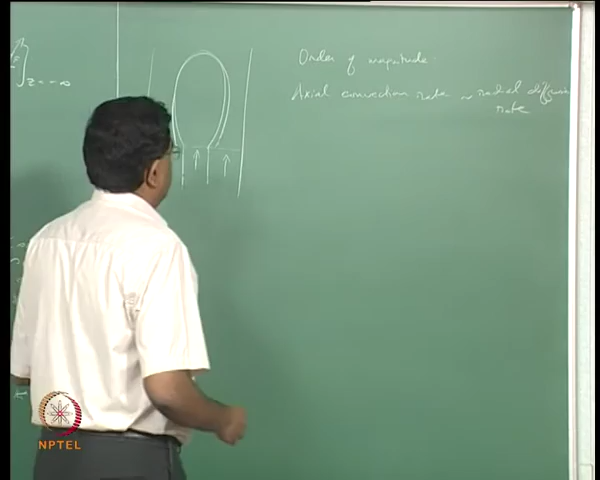 Order of magnitude:
Axial convection rate ~ radial diffusion
rate
z → -∞
NPTEL